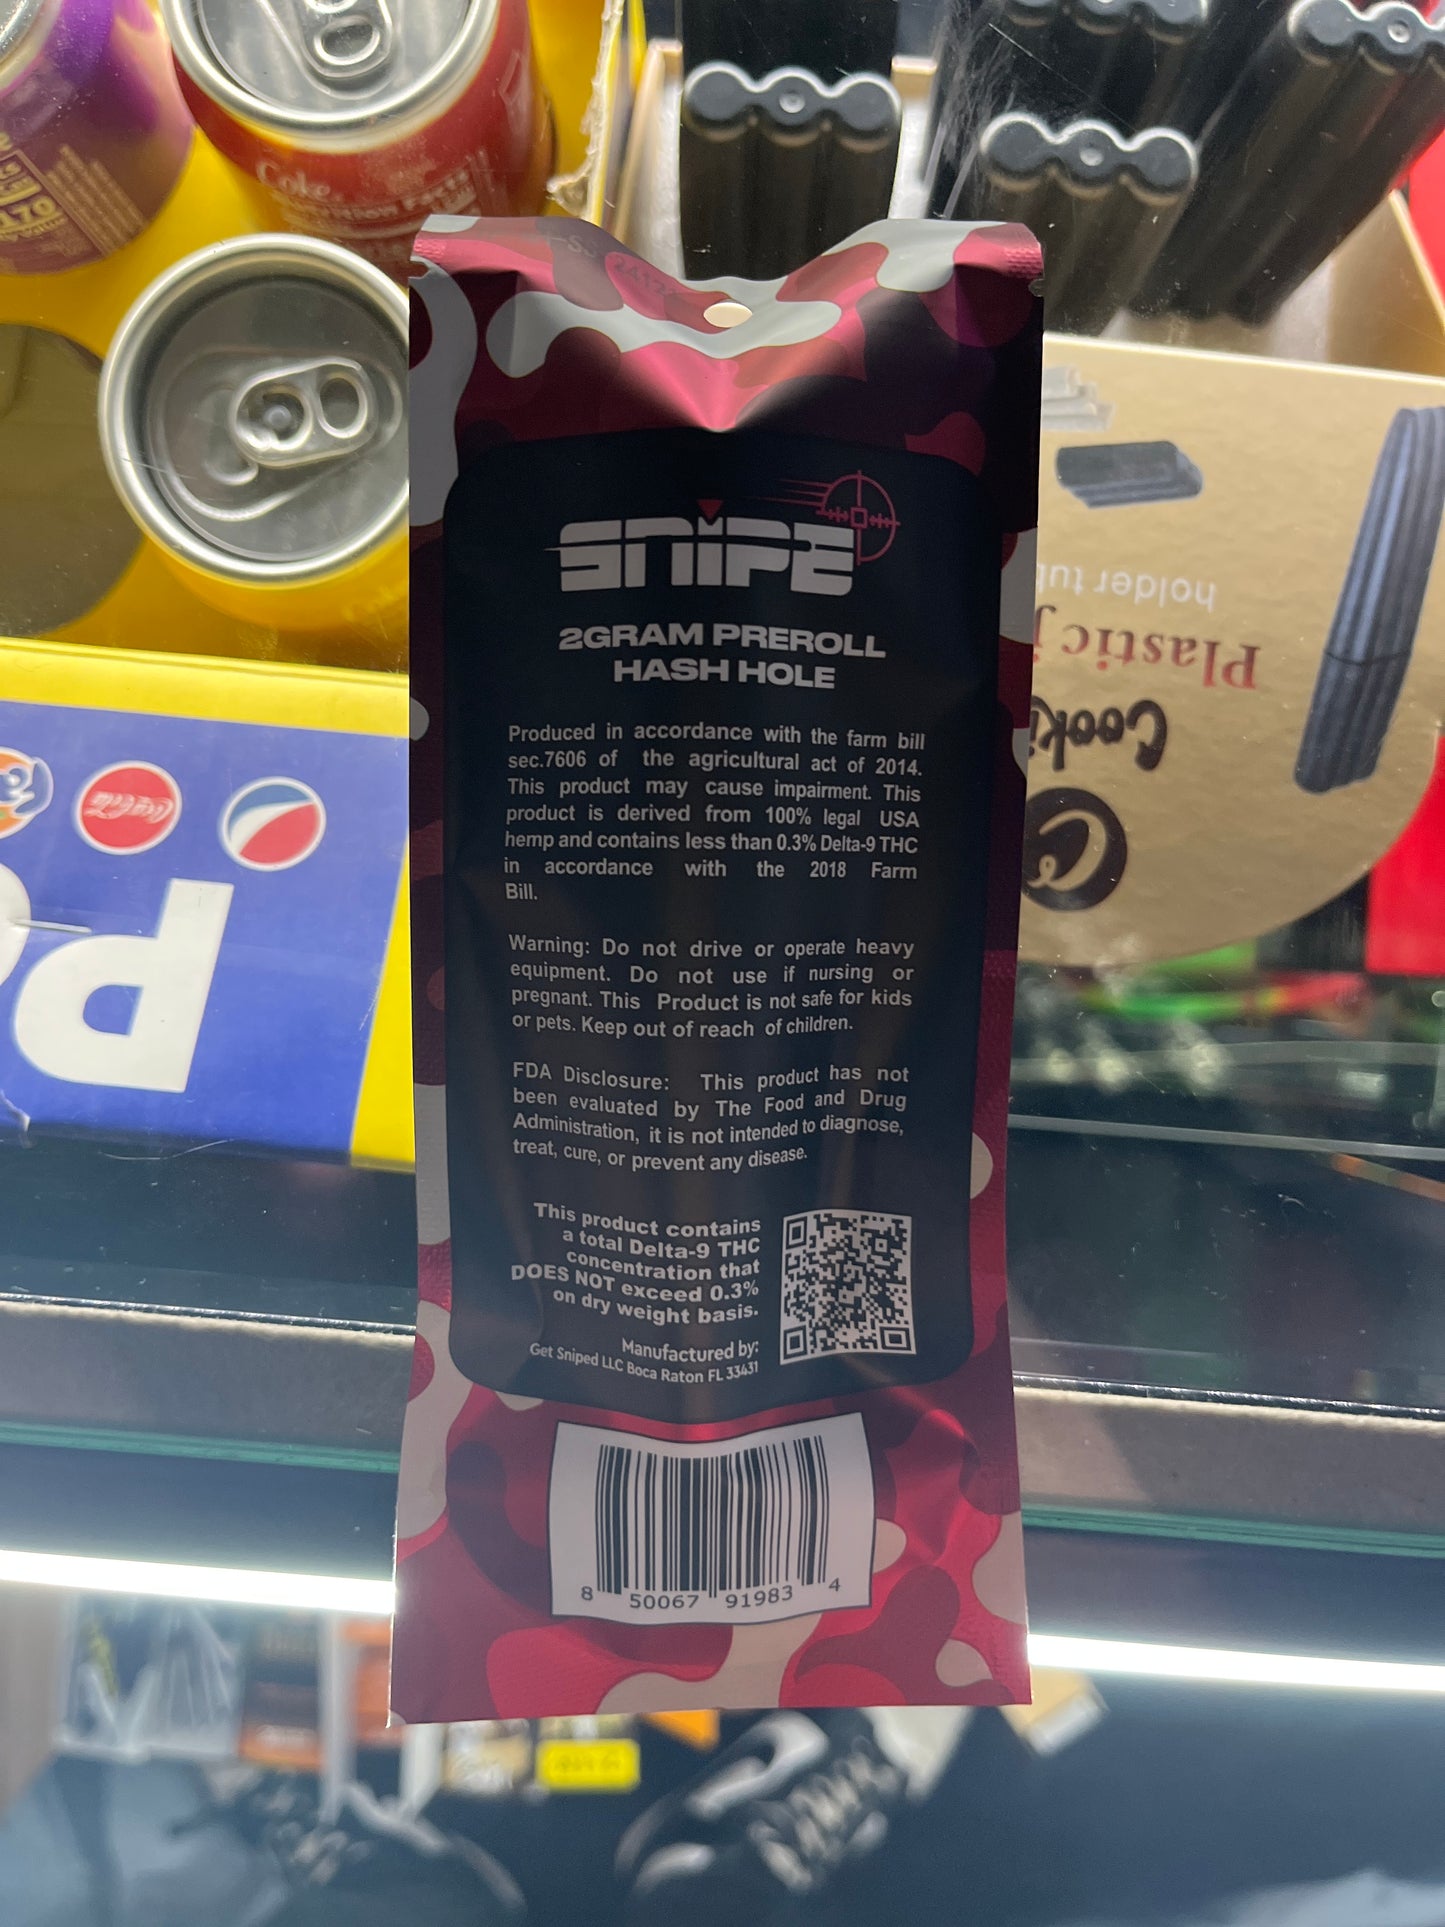 Coke
SNIPE
2GRAM PREROLL
HASH HOLE
Produced in accordance with the farm bill
sec.7606 of the agricultural act of 2014.
This product may cause impairment. This
product is derived from 100% legal USA
hemp and contains less than 0.3% Delta-9 THC
in accordance with the 2018 Farm
Bill.
Warning: Do not drive or operate heavy
equipment. Do not use if nursing or
pregnant. This Product is not safe for kids
or pets. Keep out of reach of children.
FDA Disclosure: This product has not
been evaluated by The Food and Drug
Administration, it is not intended to diagnose,
treat, cure, or prevent any disease.
This product contains
a total Delta-9 THC
concentration that
DOES NOT exceed 0.3%
on dry weight basis.
Manufactured by:
Get Sniped LLC Boca Raton FL 33431
8 50067 91983 4
holder
Plastic
Coca-Cola